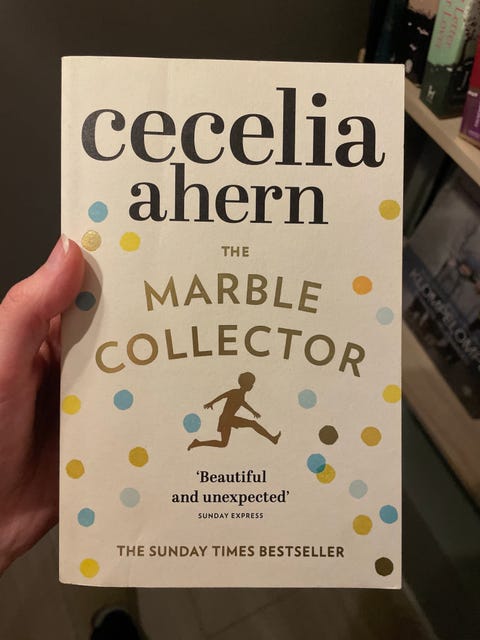 cecelia
ahern
THE
MARBLE
COLLECTOR
'Beautiful
and unexpected'
SUNDAY EXPRESS
THE SUNDAY TIMES BESTSELLER